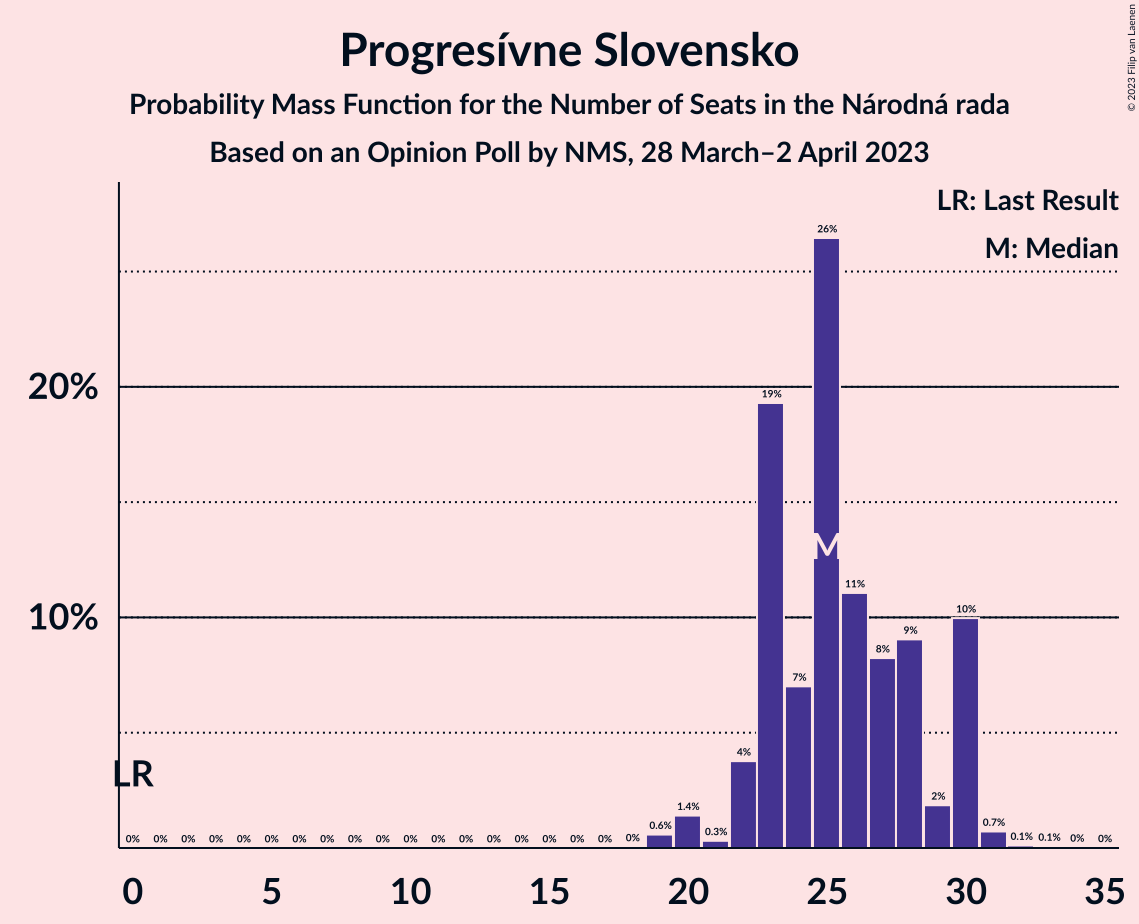 Progresívne Slovensko
Probability Mass Function for the Number of Seats in the Národná rada
Based on an Opinion Poll by NMS, 28 March–2 April 2023
© 2023 Filip van Laenen
LR: Last Result
M: Median
20%
10%
LR
M
0% 0% 0% 0% 0% 0% 0% 0% 0% 0% 0% 0% 0% 0% 0% 0% 0% 0% 0% 0.6% 1.4% 0.3% 4% 19% 7% 26% 11% 8% 9% 2% 10% 0.7% 0.1% 0.1% 0% 0%
0 5 10 15 20 25 30 35